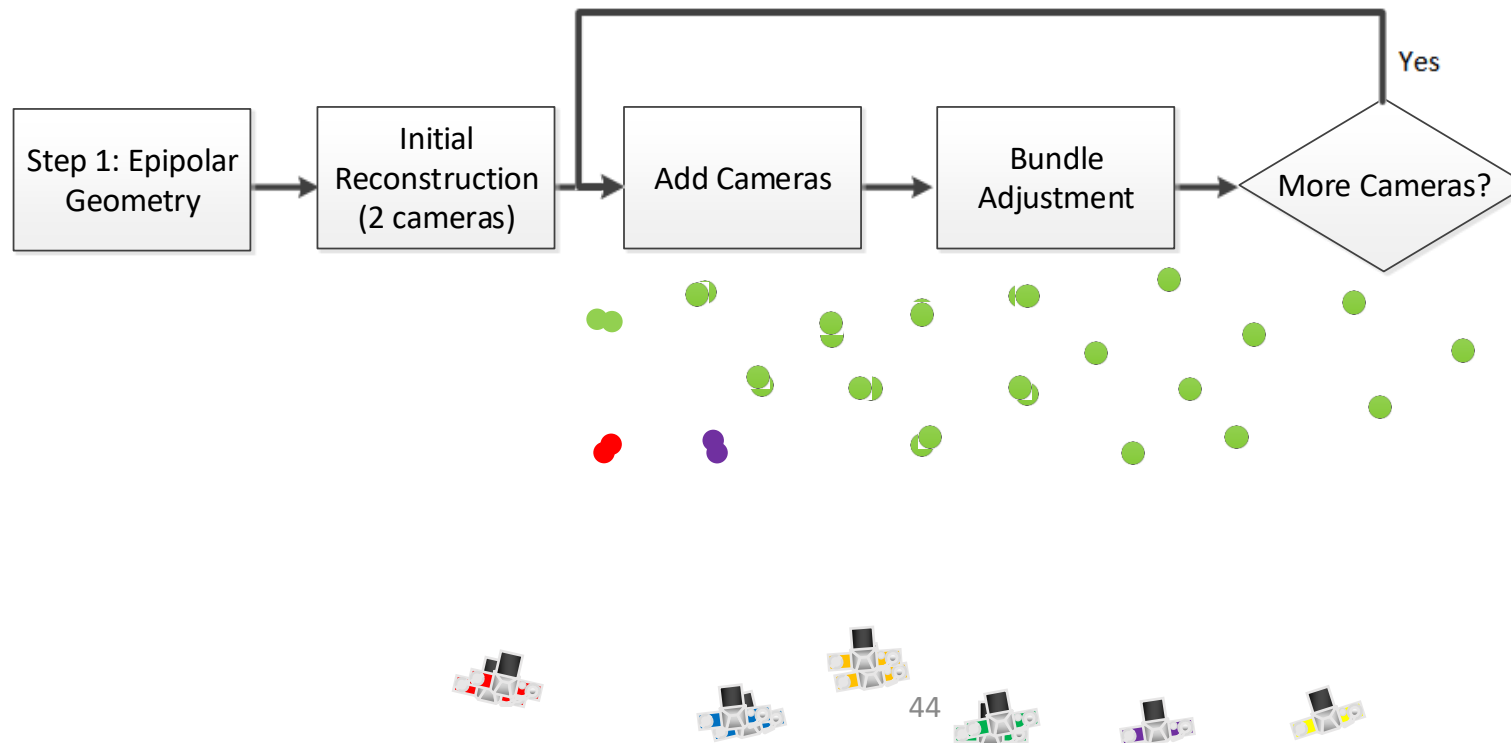 Yes
Step 1: Epipolar
Geometry
Initial
Reconstruction
(2 cameras)
Add Cameras
Bundle
Adjustment
More Cameras?
44